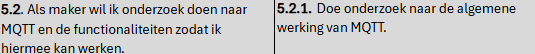 5.2. Als maker wil ik onderzoek doen naar
MQTT en de functionaliteiten zodat ik
hiermee kan werken.
5.2.1. Doe onderzoek naar de algemene
werking van MQTT.